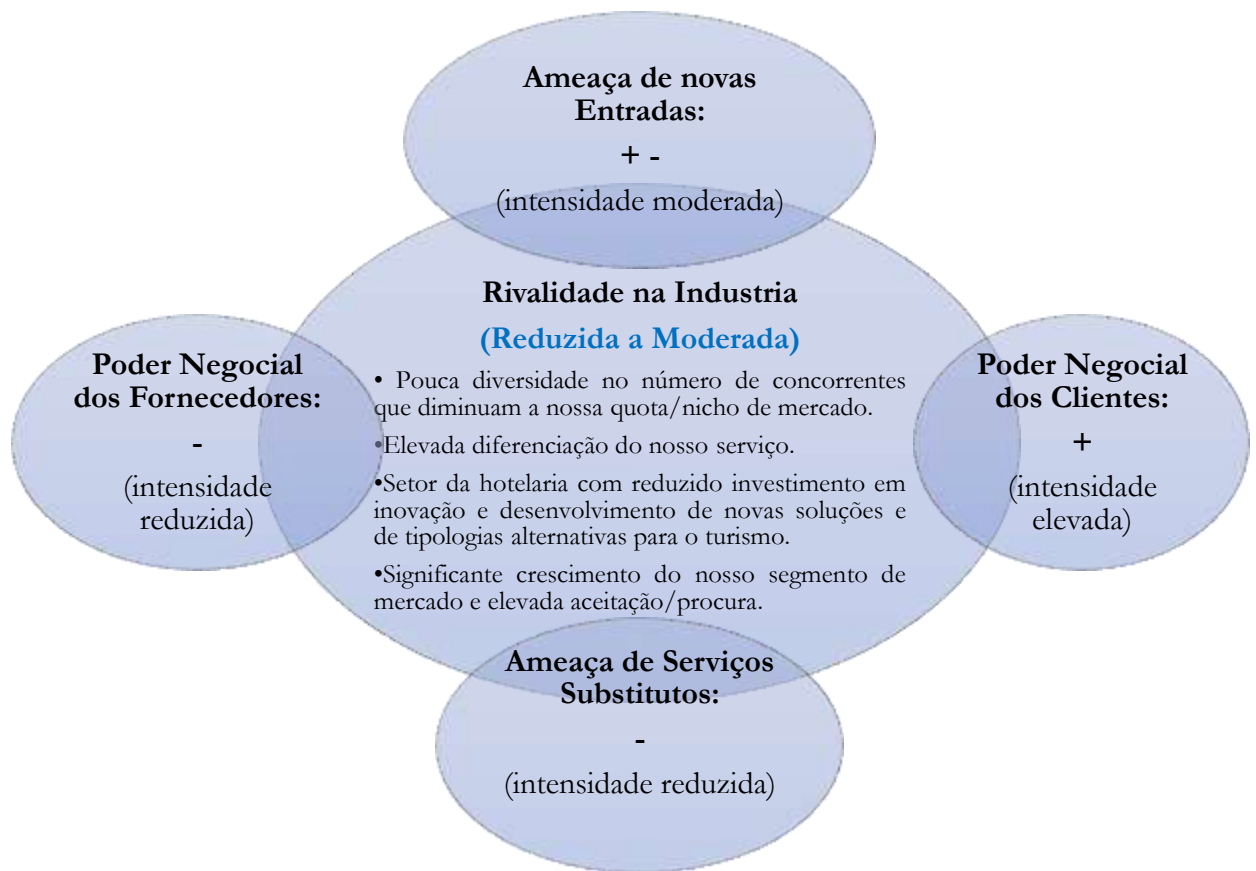 Ameaça de novas
Entradas:
+ -
(intensidade moderada)
Rivalidade na Industria
(Reduzida a Moderada)
• Pouca diversidade no número de concorrentes
que diminuam a nossa quota/nicho de mercado.
•Elevada diferenciação do nosso serviço.
•Setor da hotelaria com reduzido investimento em
inovação e desenvolvimento de novas soluções e
de tipologias alternativas para o turismo.
•Significante crescimento do nosso segmento de
mercado e elevada aceitação/procura.
Poder Negocial
dos Fornecedores:
-
(intensidade
reduzida)
Poder Negocial
dos Clientes:
+
(intensidade
elevada)
Ameaça de Serviços
Substitutos:
-
(intensidade reduzida)